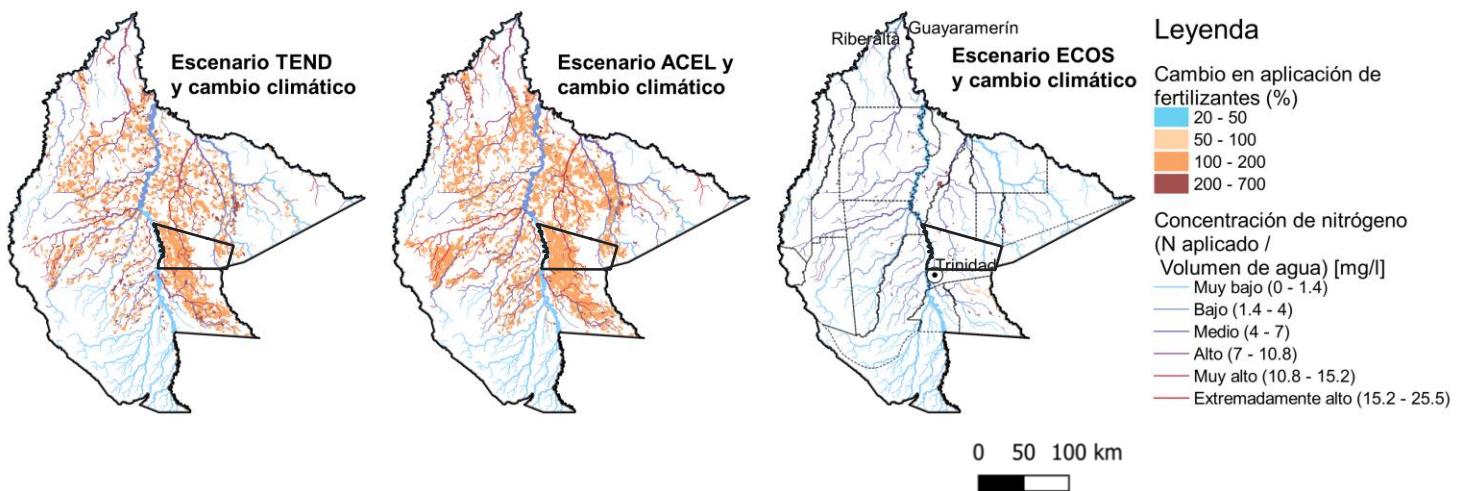 Escenario TEND
y cambio climático
Escenario ACEL y
cambio climático
Guayaramerín
Riberalta
Escenario ECOS
y cambio climático
Trinidad
Leyenda
Cambio en aplicación de
fertilizantes (%)
20 - 50
50 - 100
100 - 200
200 - 700
Concentración de nitrógeno
(N aplicado /
Volumen de agua) [mg/l]
Muy bajo (0 - 1.4)
Bajo (1.4 - 4)
Medio (4 - 7)
Alto (7 - 10.8)
Muy alto (10.8 - 15.2)
Extremadamente alto (15.2 - 25.5)
0 50 100 km